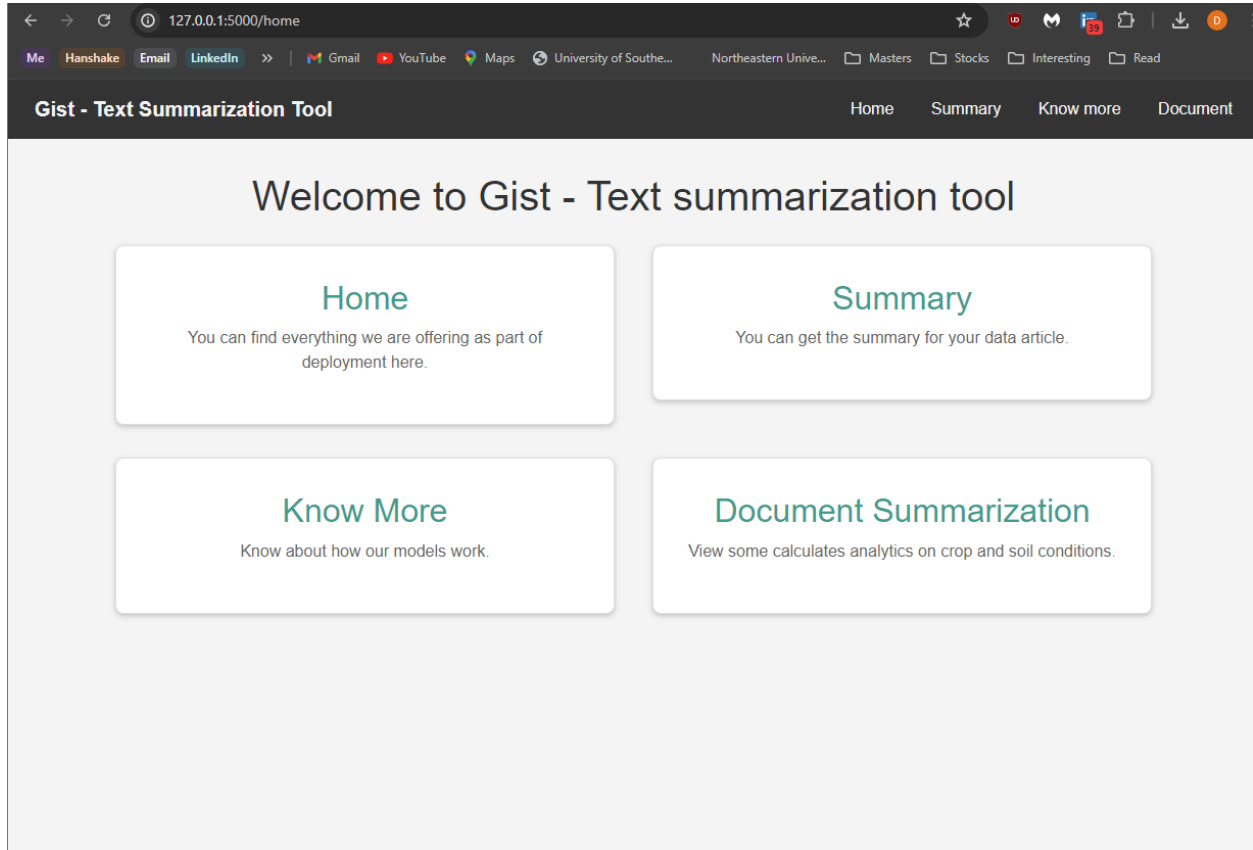 127.0.0.1:5000/home
39
D
Me Hanshake Email LinkedIn >> Gmail YouTube Maps University of Southe... Northeastern Unive... Masters Stocks Interesting Read
Gist - Text Summarization Tool Home Summary Know more Document
Welcome to Gist - Text summarization tool
Home
You can find everything we are offering as part of
deployment here.
Summary
You can get the summary for your data article.
Know More
Know about how our models work.
Document Summarization
View some calculates analytics on crop and soil conditions.